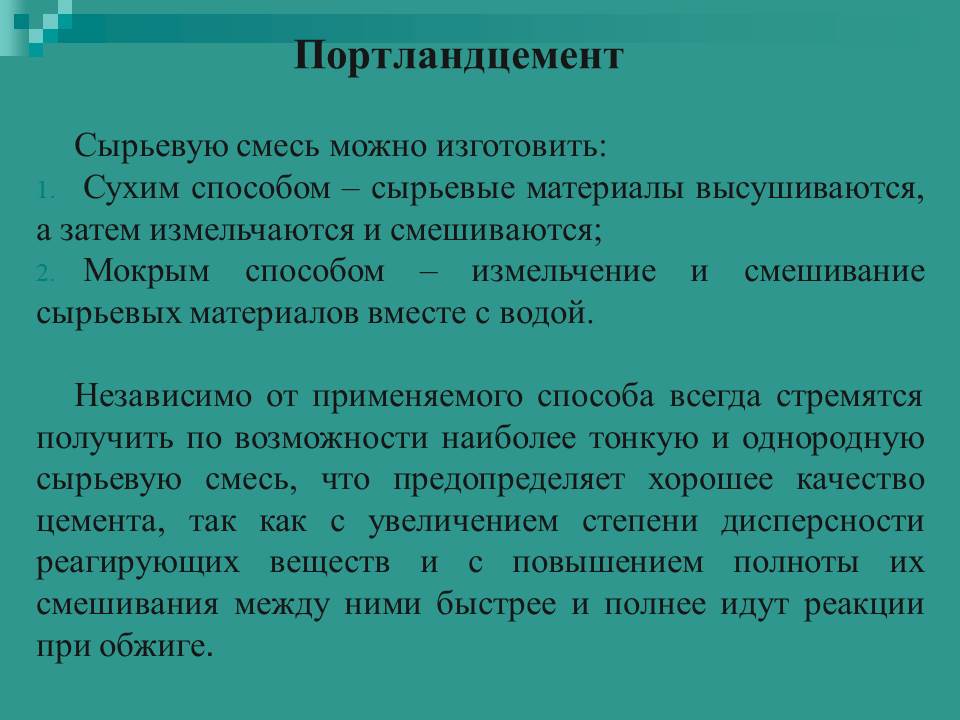 Портландцемент
Сырьевую смесь можно изготовить:
1. Сухим способом – сырьевые материалы высушиваются,
а затем измельчаются и смешиваются;
2. Мокрым способом – измельчение и смешивание
сырьевых материалов вместе с водой.
Независимо от применяемого способа всегда стремятся
получить по возможности наиболее тонкую и однородную
сырьевую смесь, что предопределяет хорошее качество
цемента, так как с увеличением степени дисперсности
реагирующих веществ и с повышением полноты их
смешивания между ними быстрее и полнее идут реакции
при обжиге.